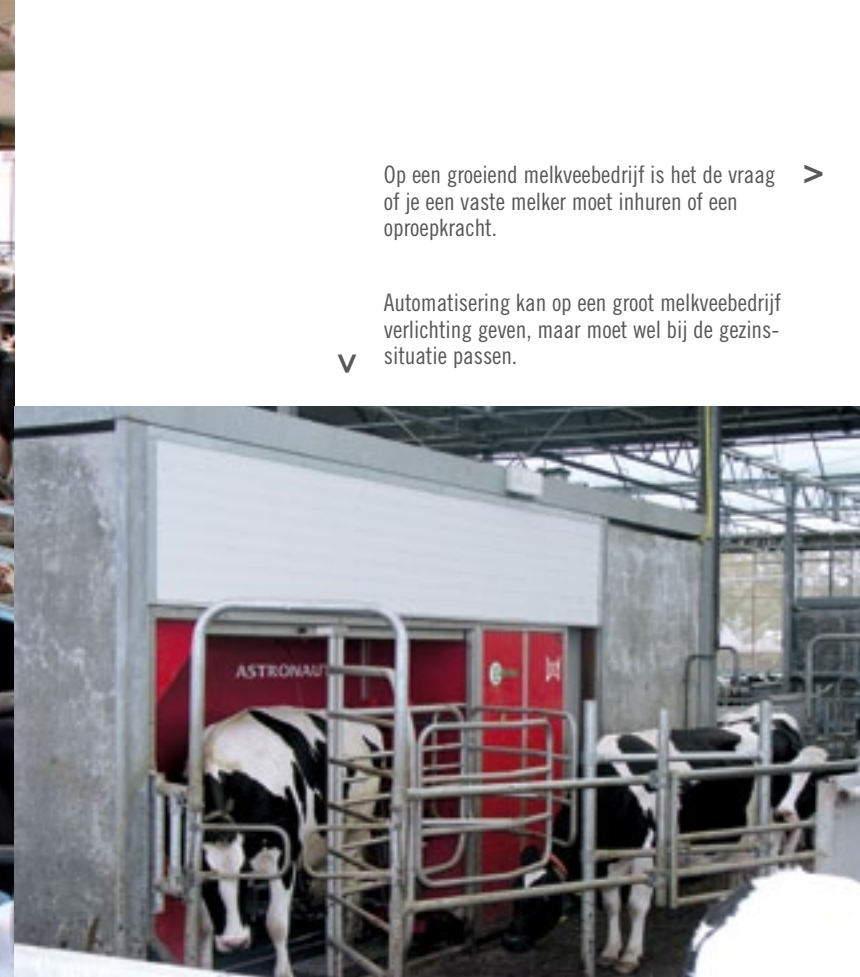 Op een groeiend melkveebedrijf is het de vraag >
of je een vaste melker moet inhuren of een
oproepkracht.
Automatisering kan op een groot melkveebedrijf
verlichting geven, maar moet wel bij de gezins-
situatie passen.
ASTRONAUT